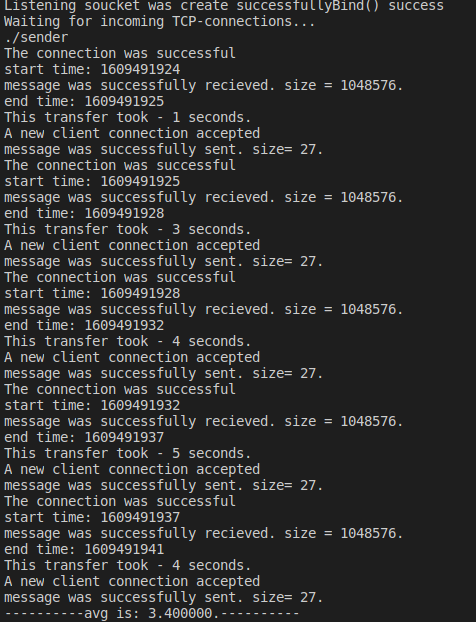 Listening soucket was create successfullyBind() success
Waiting for incoming TCP-connections...
./sender
The connection was successful
start time: 1609491924
message was successfully recieved. size = 1048576.
end time: 1609491925
This transfer took - 1 seconds.
A new client connection accepted
message was successfully sent. size= 27.
The connection was successful
start time: 1609491925
message was successfully recieved. size = 1048576.
end time: 1609491928
This transfer took - 3 seconds.
A new client connection accepted
message was successfully sent. size= 27.
The connection was successful
start time: 1609491928
message was successfully recieved. size = 1048576.
end time: 1609491932
This transfer took - 4 seconds.
A new client connection accepted
message was successfully sent. size= 27.
The connection was successful
start time: 1609491932
message was successfully recieved. size = 1048576.
end time: 1609491937
This transfer took - 5 seconds.
A new client connection accepted
message was successfully sent. size= 27.
The connection was successful
start time: 1609491937
message was successfully recieved. size = 1048576.
end time: 1609491941
This transfer took - 4 seconds.
A new client connection accepted
message was successfully sent. size= 27.
----------avg is: 3.400000.----------